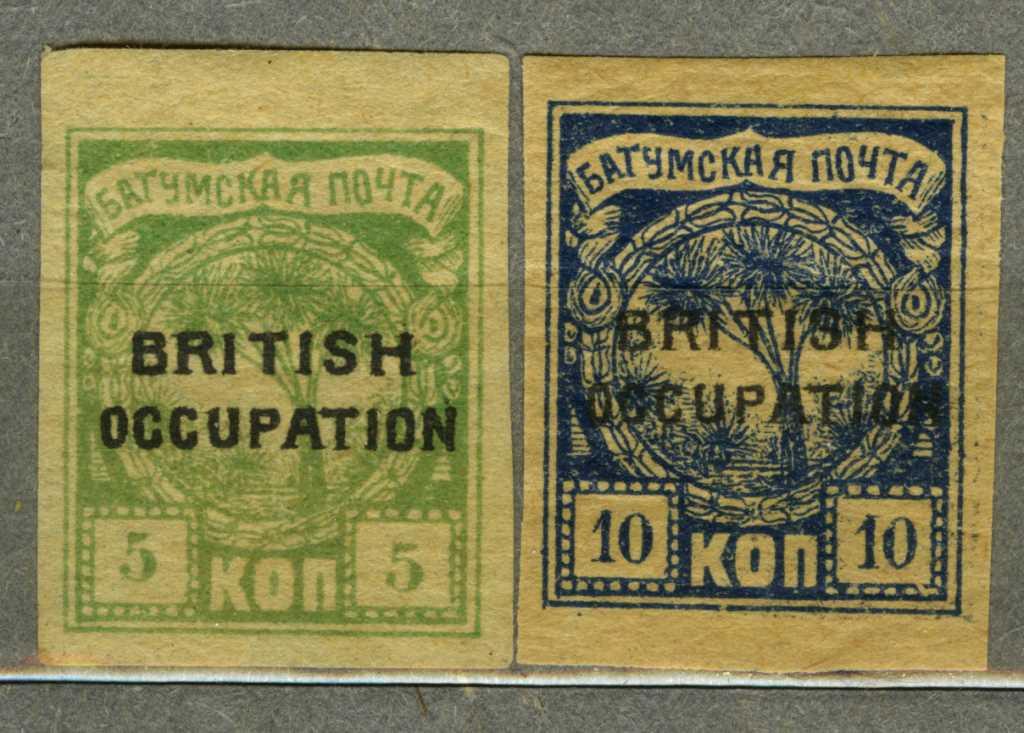 БАТУМСКАЯ ПОЧТА
BRITISH
OCCUPATION
5 КОП 5
БАТУМСКАЯ ПОЧТА
BRITISH
OCCUPATION
10 КОП 10